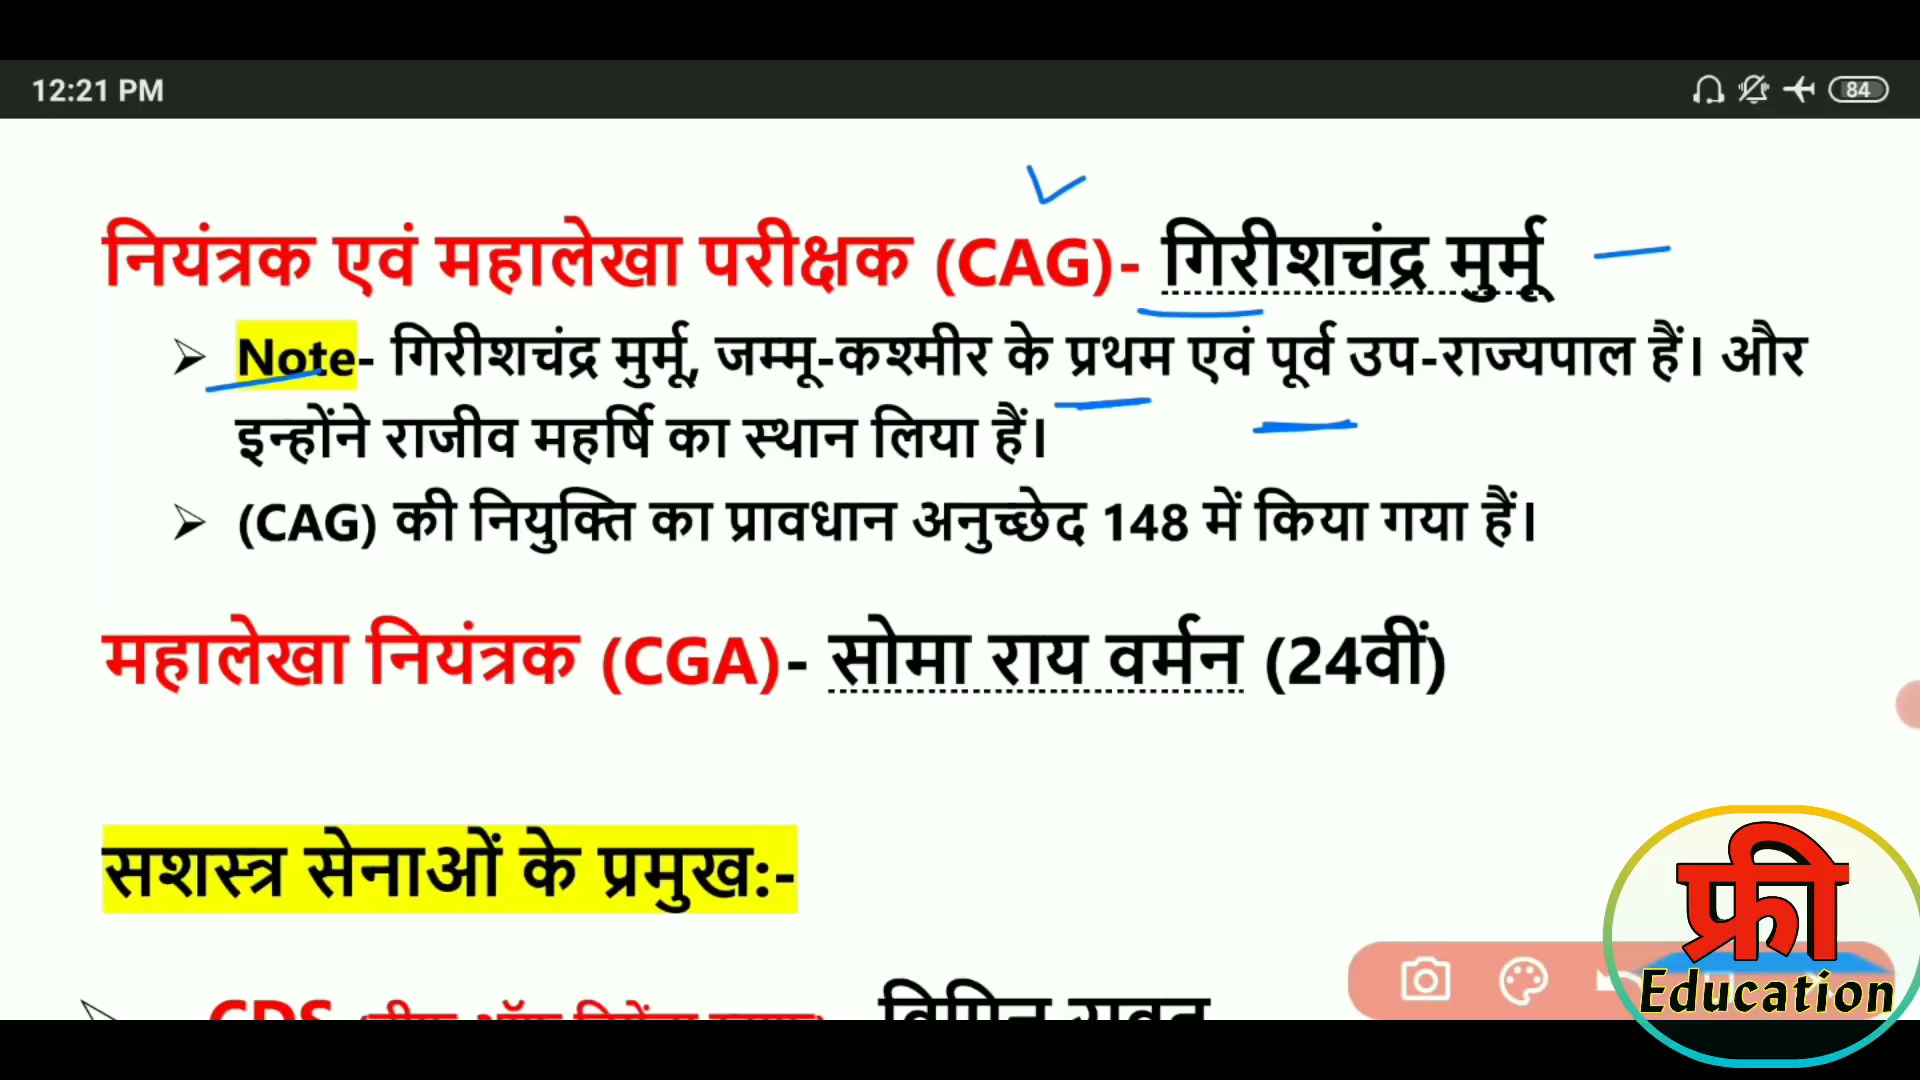 12:21 PM
84
नियंत्रक एवं महालेखा परीक्षक (CAG)- गिरीशचंद्र मुर्मू
Note- गिरीशचंद्र मुर्मू, जम्मू-कश्मीर के प्रथम एवं पूर्व उप-राज्यपाल हैं। और
इन्होंने राजीव महर्षि का स्थान लिया हैं।
(CAG) की नियुक्ति का प्रावधान अनुच्छेद 148 में किया गया हैं।
महालेखा नियंत्रक (CGA)- सोमा राय वर्मन (24वीं)
सशस्त्र सेनाओं के प्रमुख:-
CDS
फ्री
Education